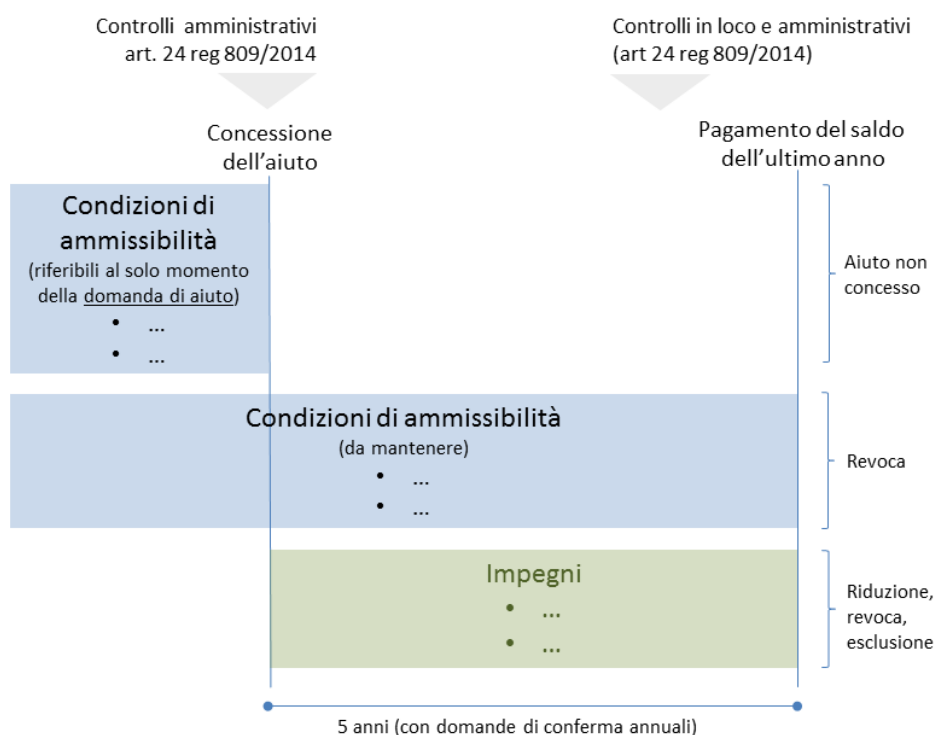 Controlli amministrativi
art. 24 reg 809/2014
Controlli in loco e amministrativi
(art 24 reg 809/2014)
Concessione
dell'aiuto
Pagamento del saldo
dell'ultimo anno
Condizioni di
ammissibilità
(riferibili al solo momento
della domanda di aiuto)
• ...
• ...
Aiuto non
concesso
Condizioni di ammissibilità
(da mantenere)
• ...
• ...
Revoca
Impegni
• ...
• ...
Riduzione,
revoca,
esclusione
5 anni (con domande di conferma annuali)